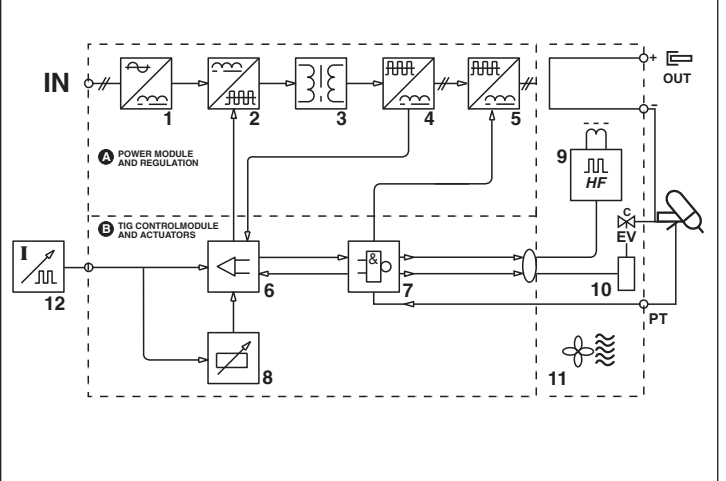 IN
1
2
3
4
5
+
OUT
-
A POWER MODULE
AND REGULATION
9
HF
B TIG CONTROLMODULE
AND ACTUATORS
C
EV
I
12
6
&
7
10
PT
8
11